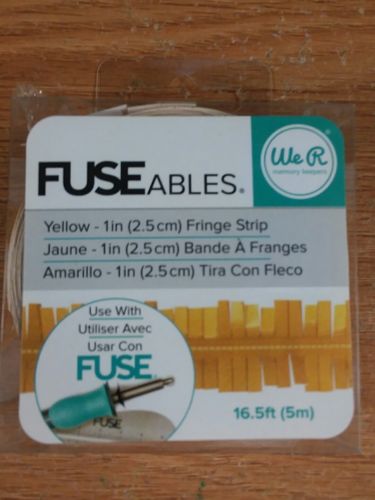 We R
memory keepers
FUSEABLES®
Yellow - 1in (2.5cm) Fringe Strip
Jaune - 1in (2.5cm) Bande À Franges
Amarillo - 1in (2.5cm) Tira Con Fleco
Use With
Utiliser Avec
Usar Con
FUSE
FUSE
16.5ft (5m)